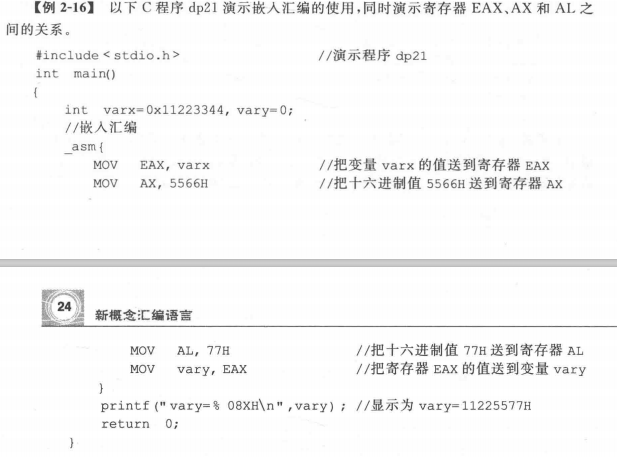 【例 2-16】 以下 C 程序 dp21 演示嵌入汇编的使用,同时演示寄存器 EAX、AX 和 AL 之
间的关系。
#include<stdio.h> //演示程序 dp21
int main()
{
int varx=0x11223344, vary=0;
//嵌入汇编
_asm{
MOV EAX, varx //把变量 varx 的值送到寄存器 EAX
MOV AX, 5566H //把十六进制值 5566H 送到寄存器 AX
24 新概念汇编语言
MOV AL, 77H //把十六进制值 77H 送到寄存器 AL
MOV vary, EAX //把寄存器 EAX 的值送到变量 vary
}
printf("vary=% 08XH\n",vary); //显示为 vary=11225577H
return 0;
}